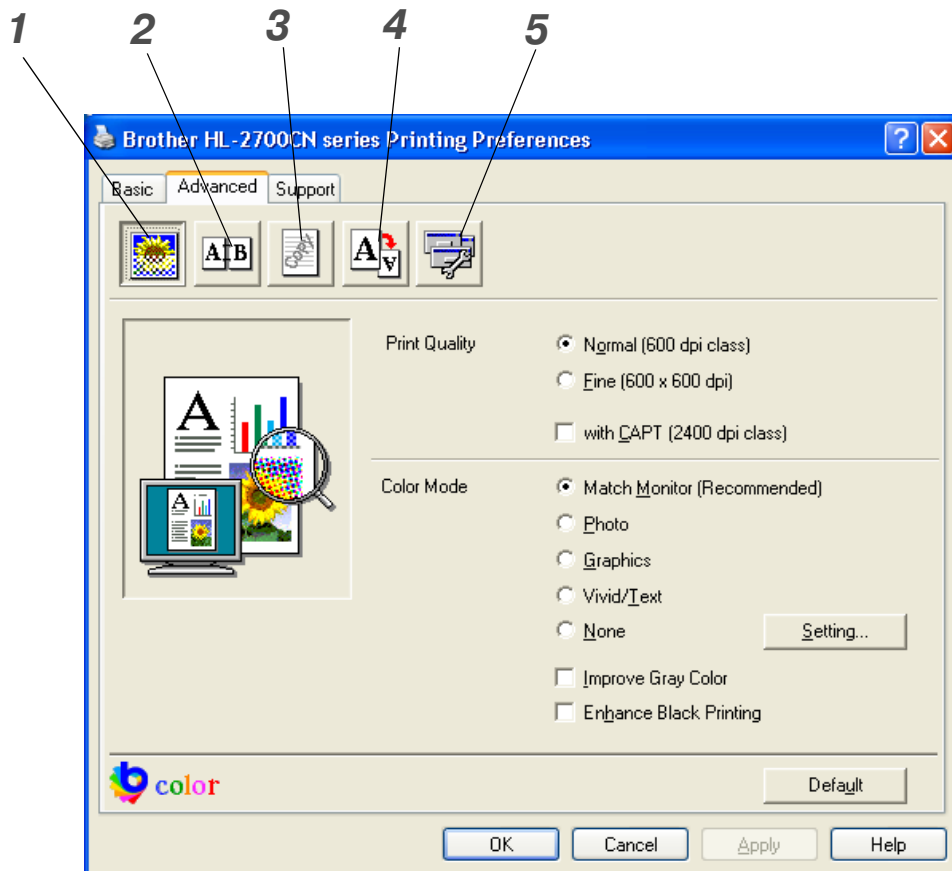 1 2 3 4 5
Brother HL-2700CN series Printing Preferences
Basic Advanced Support
A B COPY A A
Print Quality
Normal (600 dpi class)
Fine (600 x 600 dpi)
with CAPT (2400 dpi class)
A
A
Color Mode
Match Monitor (Recommended)
Photo
Graphics
Vivid/Text
None
Setting...
Improve Gray Color
Enhance Black Printing
b color
Default
OK Cancel Apply Help